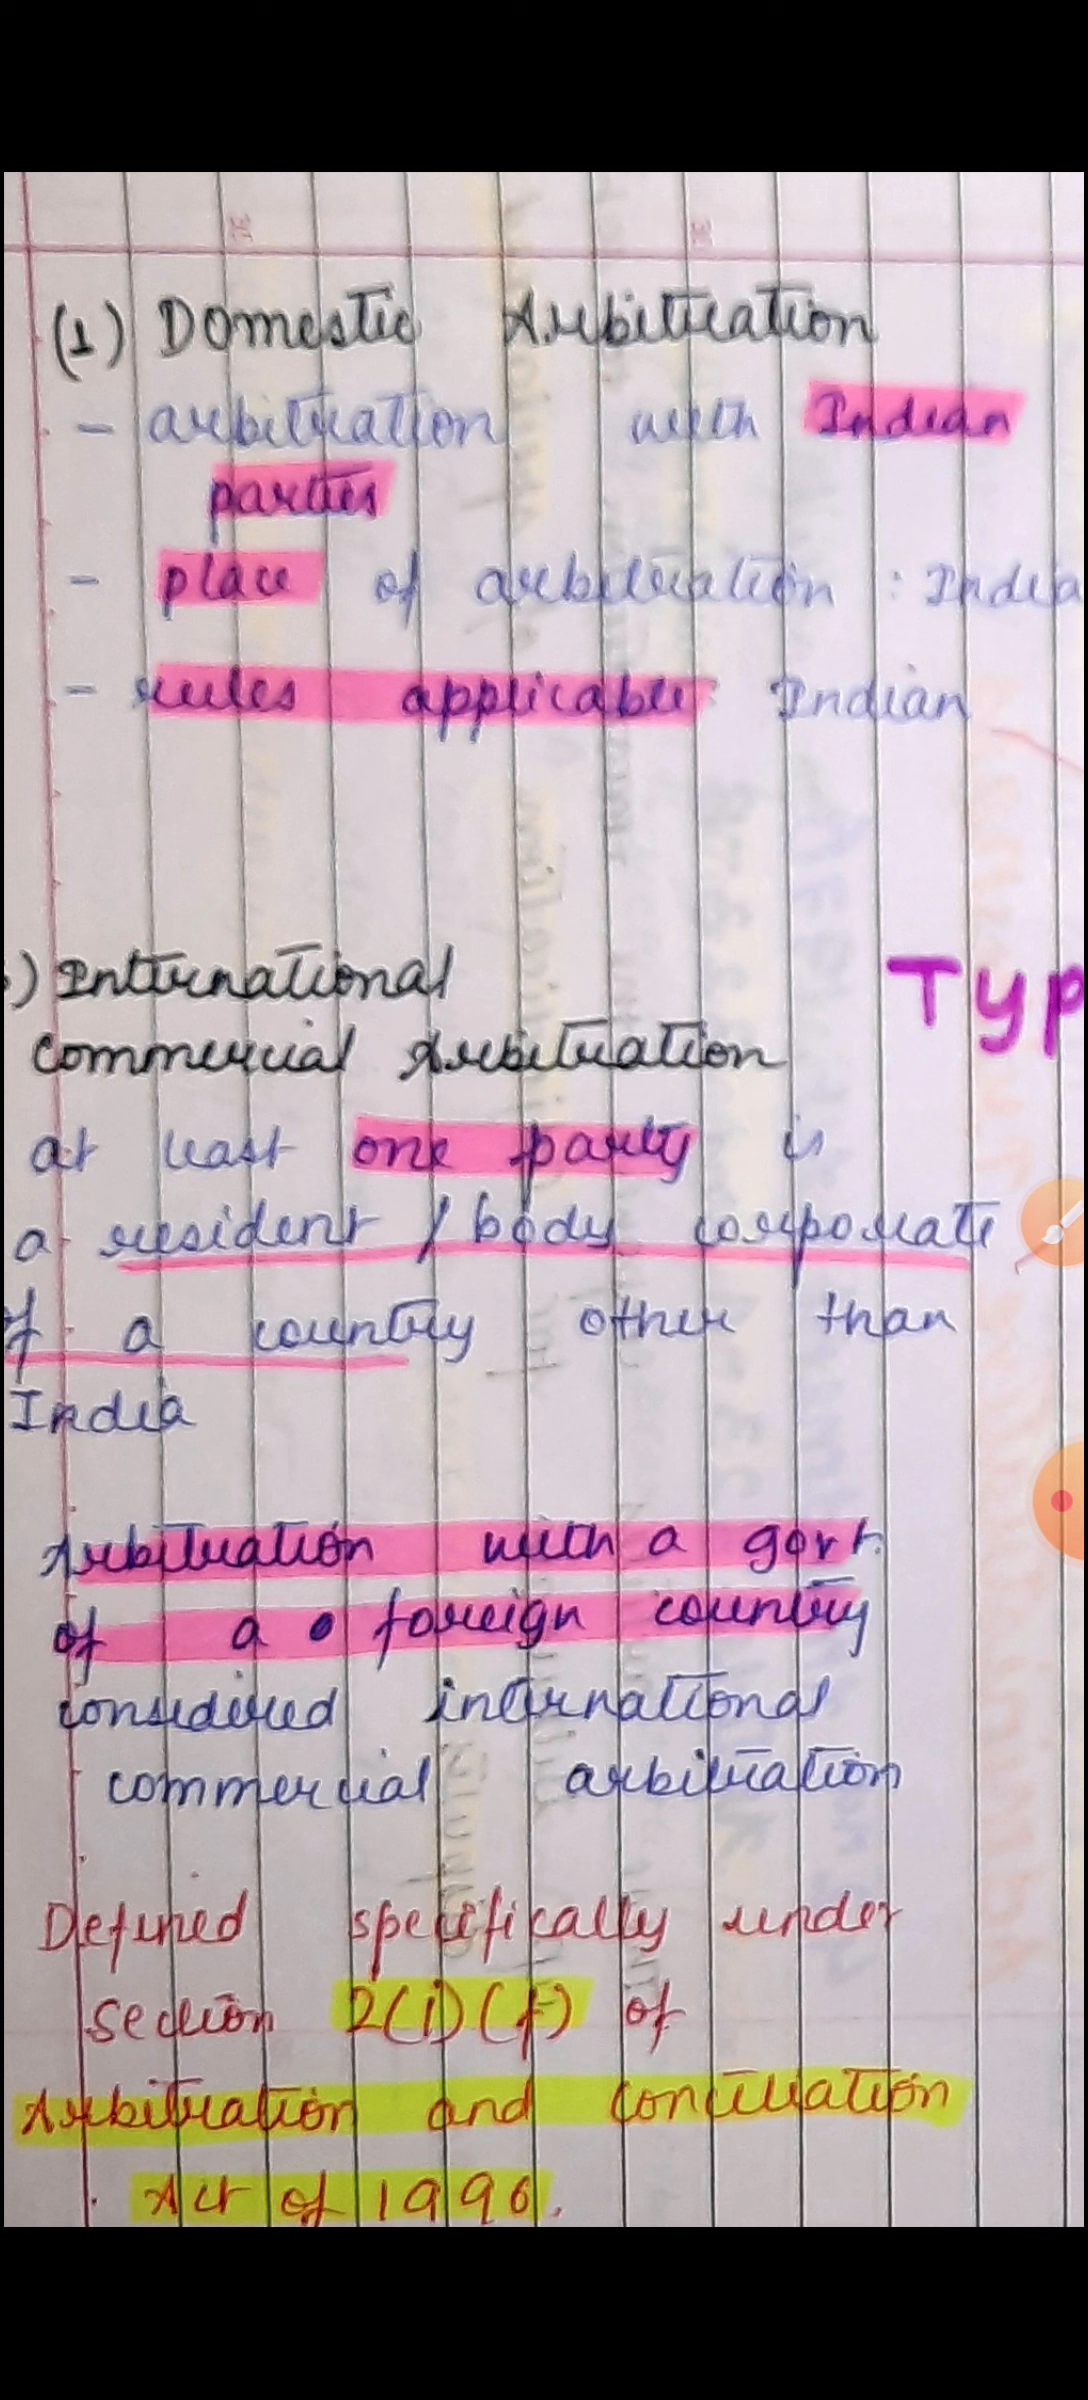 (1) Domestic Arbitration
- arbitration with Indian
parties
- place of arbitration : India
- rules applicable: Indian
) International
TYP
Commercial Arbitration
at least one party is
a resident / body corporate
of a country other than
India
Arbitration with a govt.
of a foreign country
considered international
commercial arbitration
Defined specifically under
section 2(i)(f) of
Arbitration and Conciliation
Act of 1996.